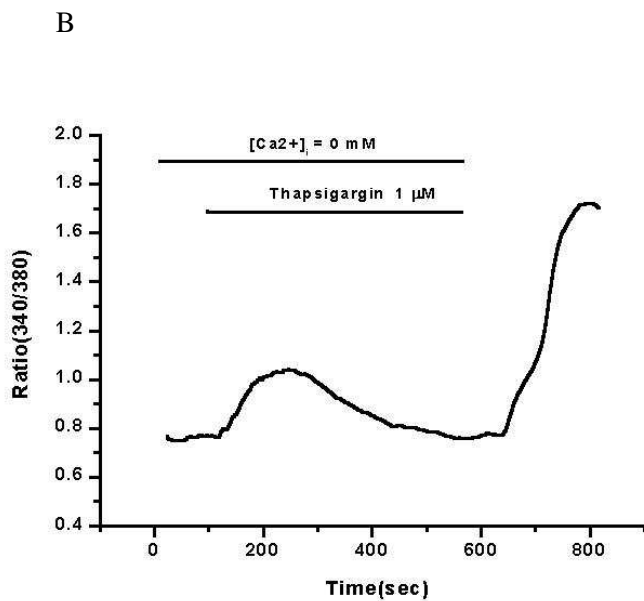 B
2.0
[Ca2+]i = 0 mM
1.8
Thapsigargin 1 μM
1.6
1.4
Ratio(340/380)
1.2
1.0
0.8
0.6
0.4
0 200 400 600 800
Time(sec)